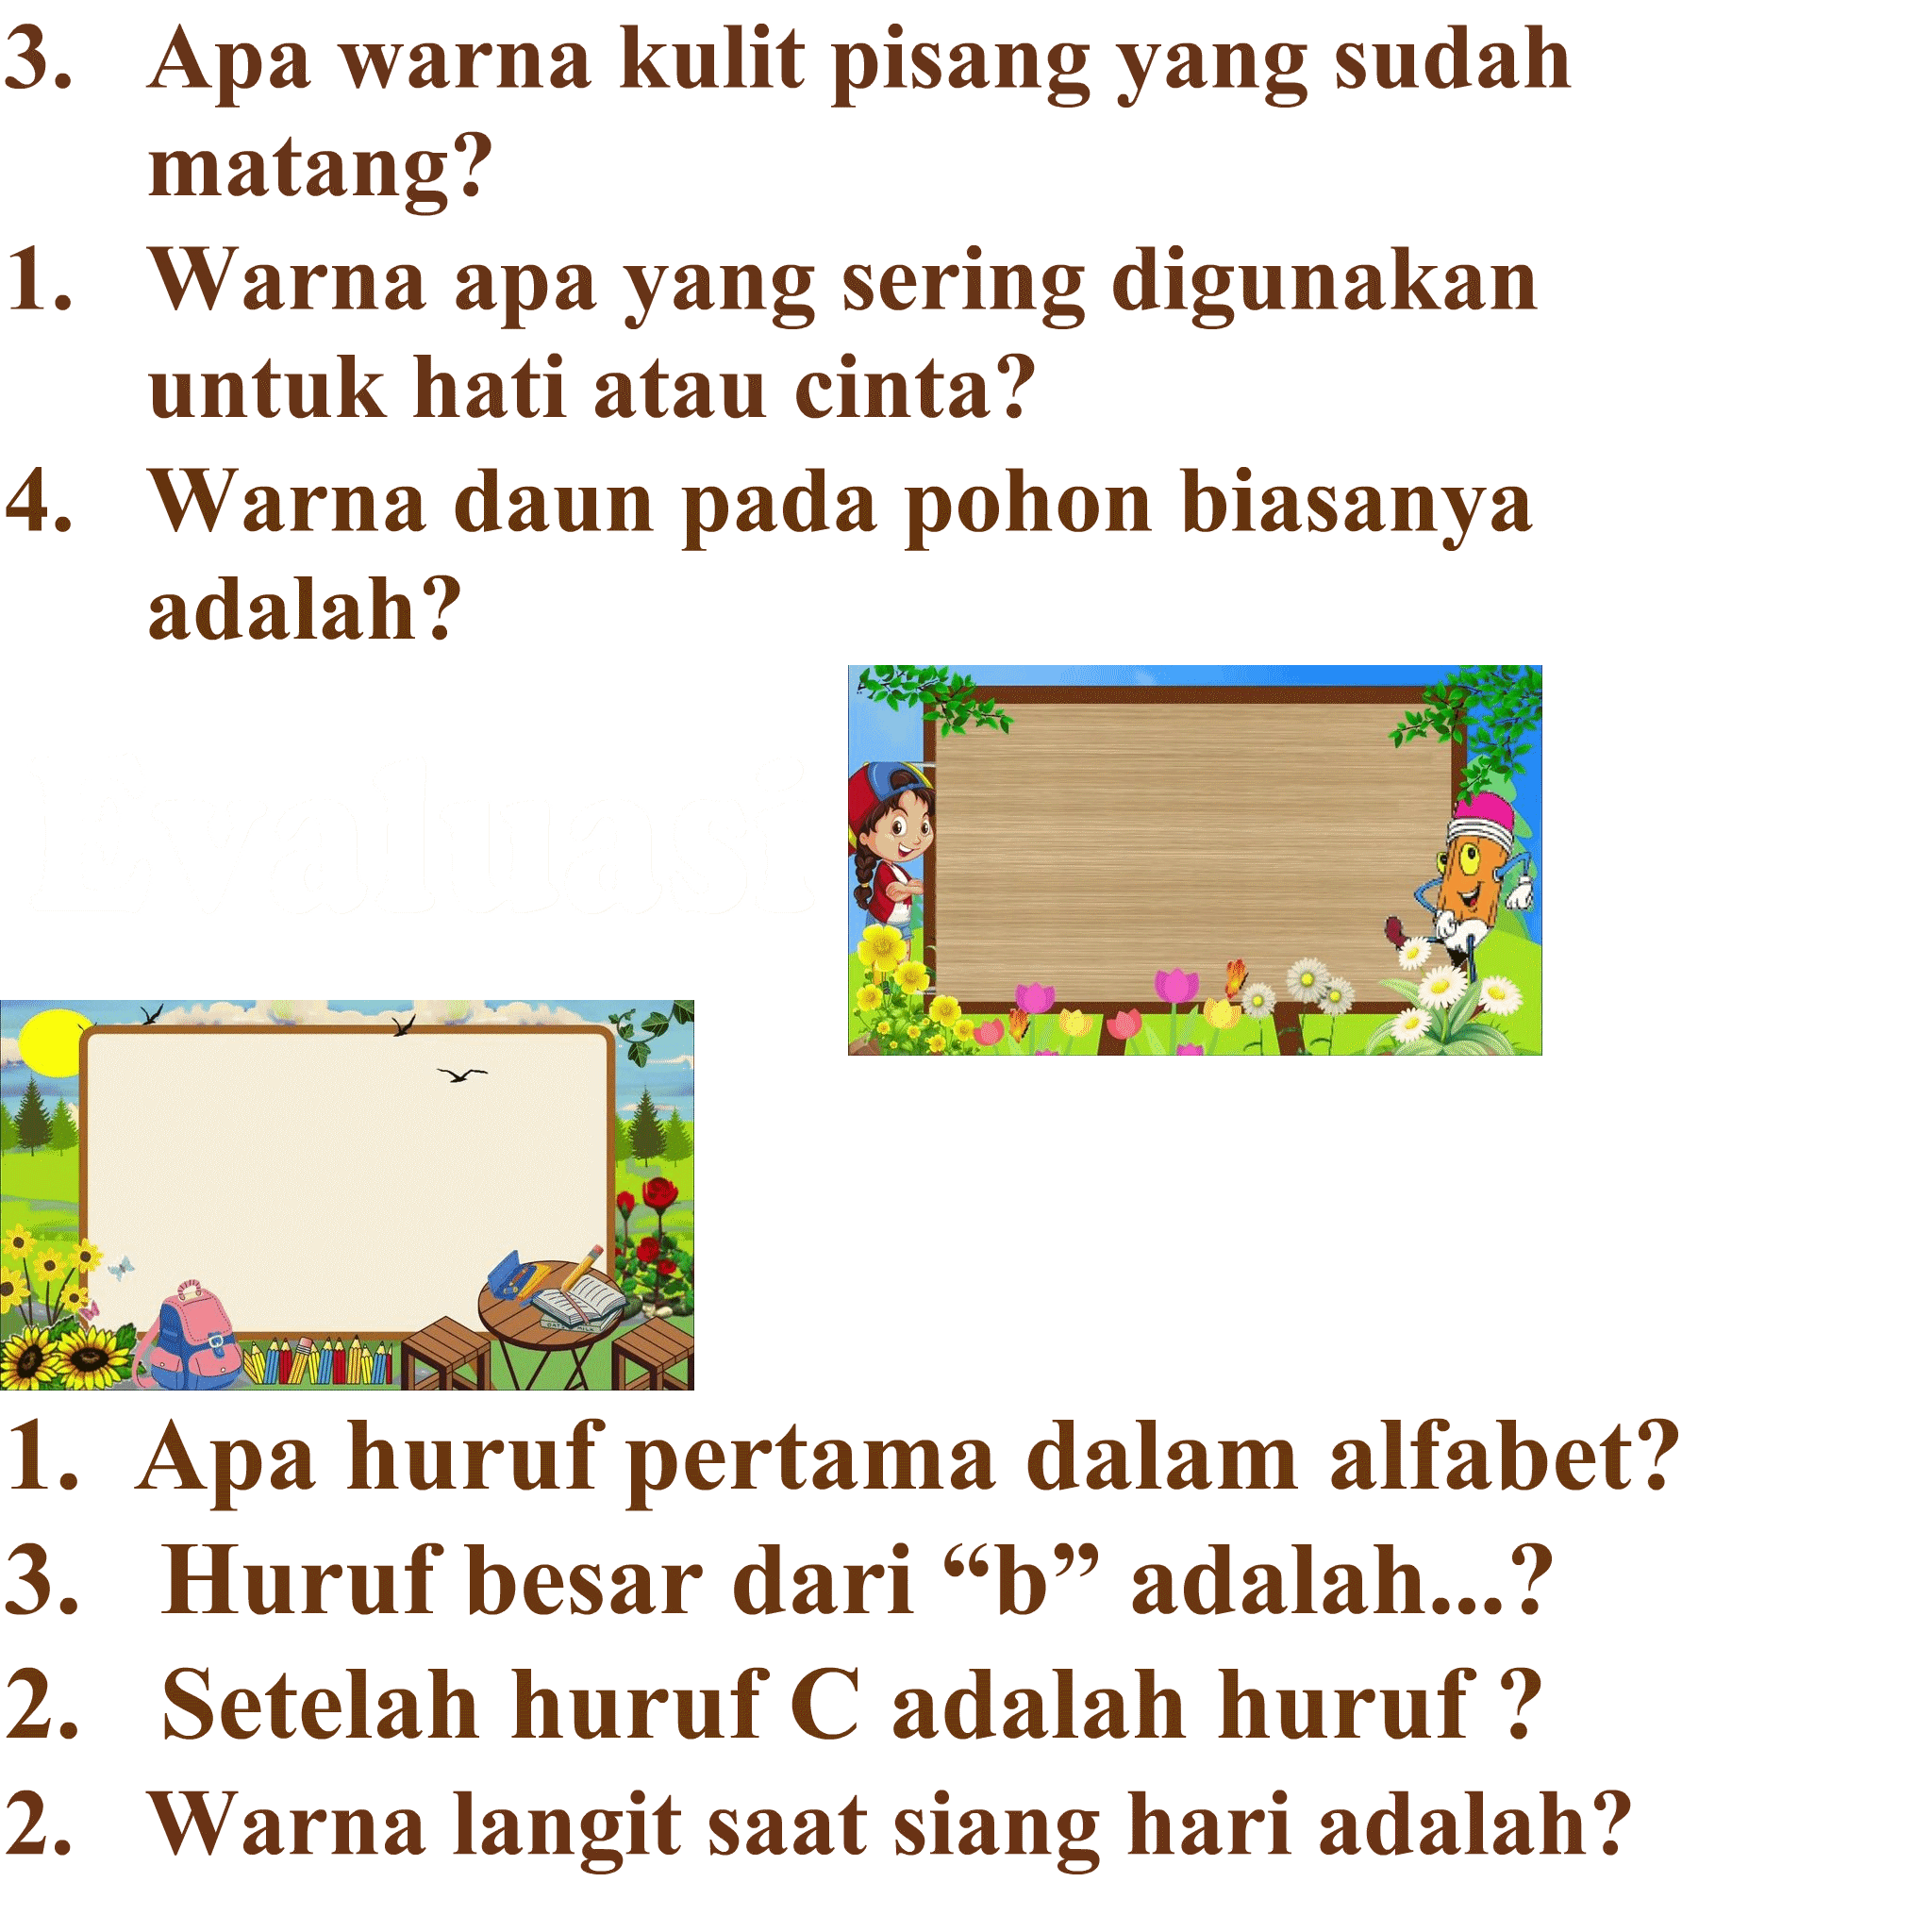 3. Apa warna kulit pisang yang sudah
matang?
1. Warna apa yang sering digunakan
untuk hati atau cinta?
4. Warna daun pada pohon biasanya
adalah?
1. Apa huruf pertama dalam alfabet?
3. Huruf besar dari “b” adalah...?
2. Setelah huruf C adalah huruf ?
2. Warna langit saat siang hari adalah?